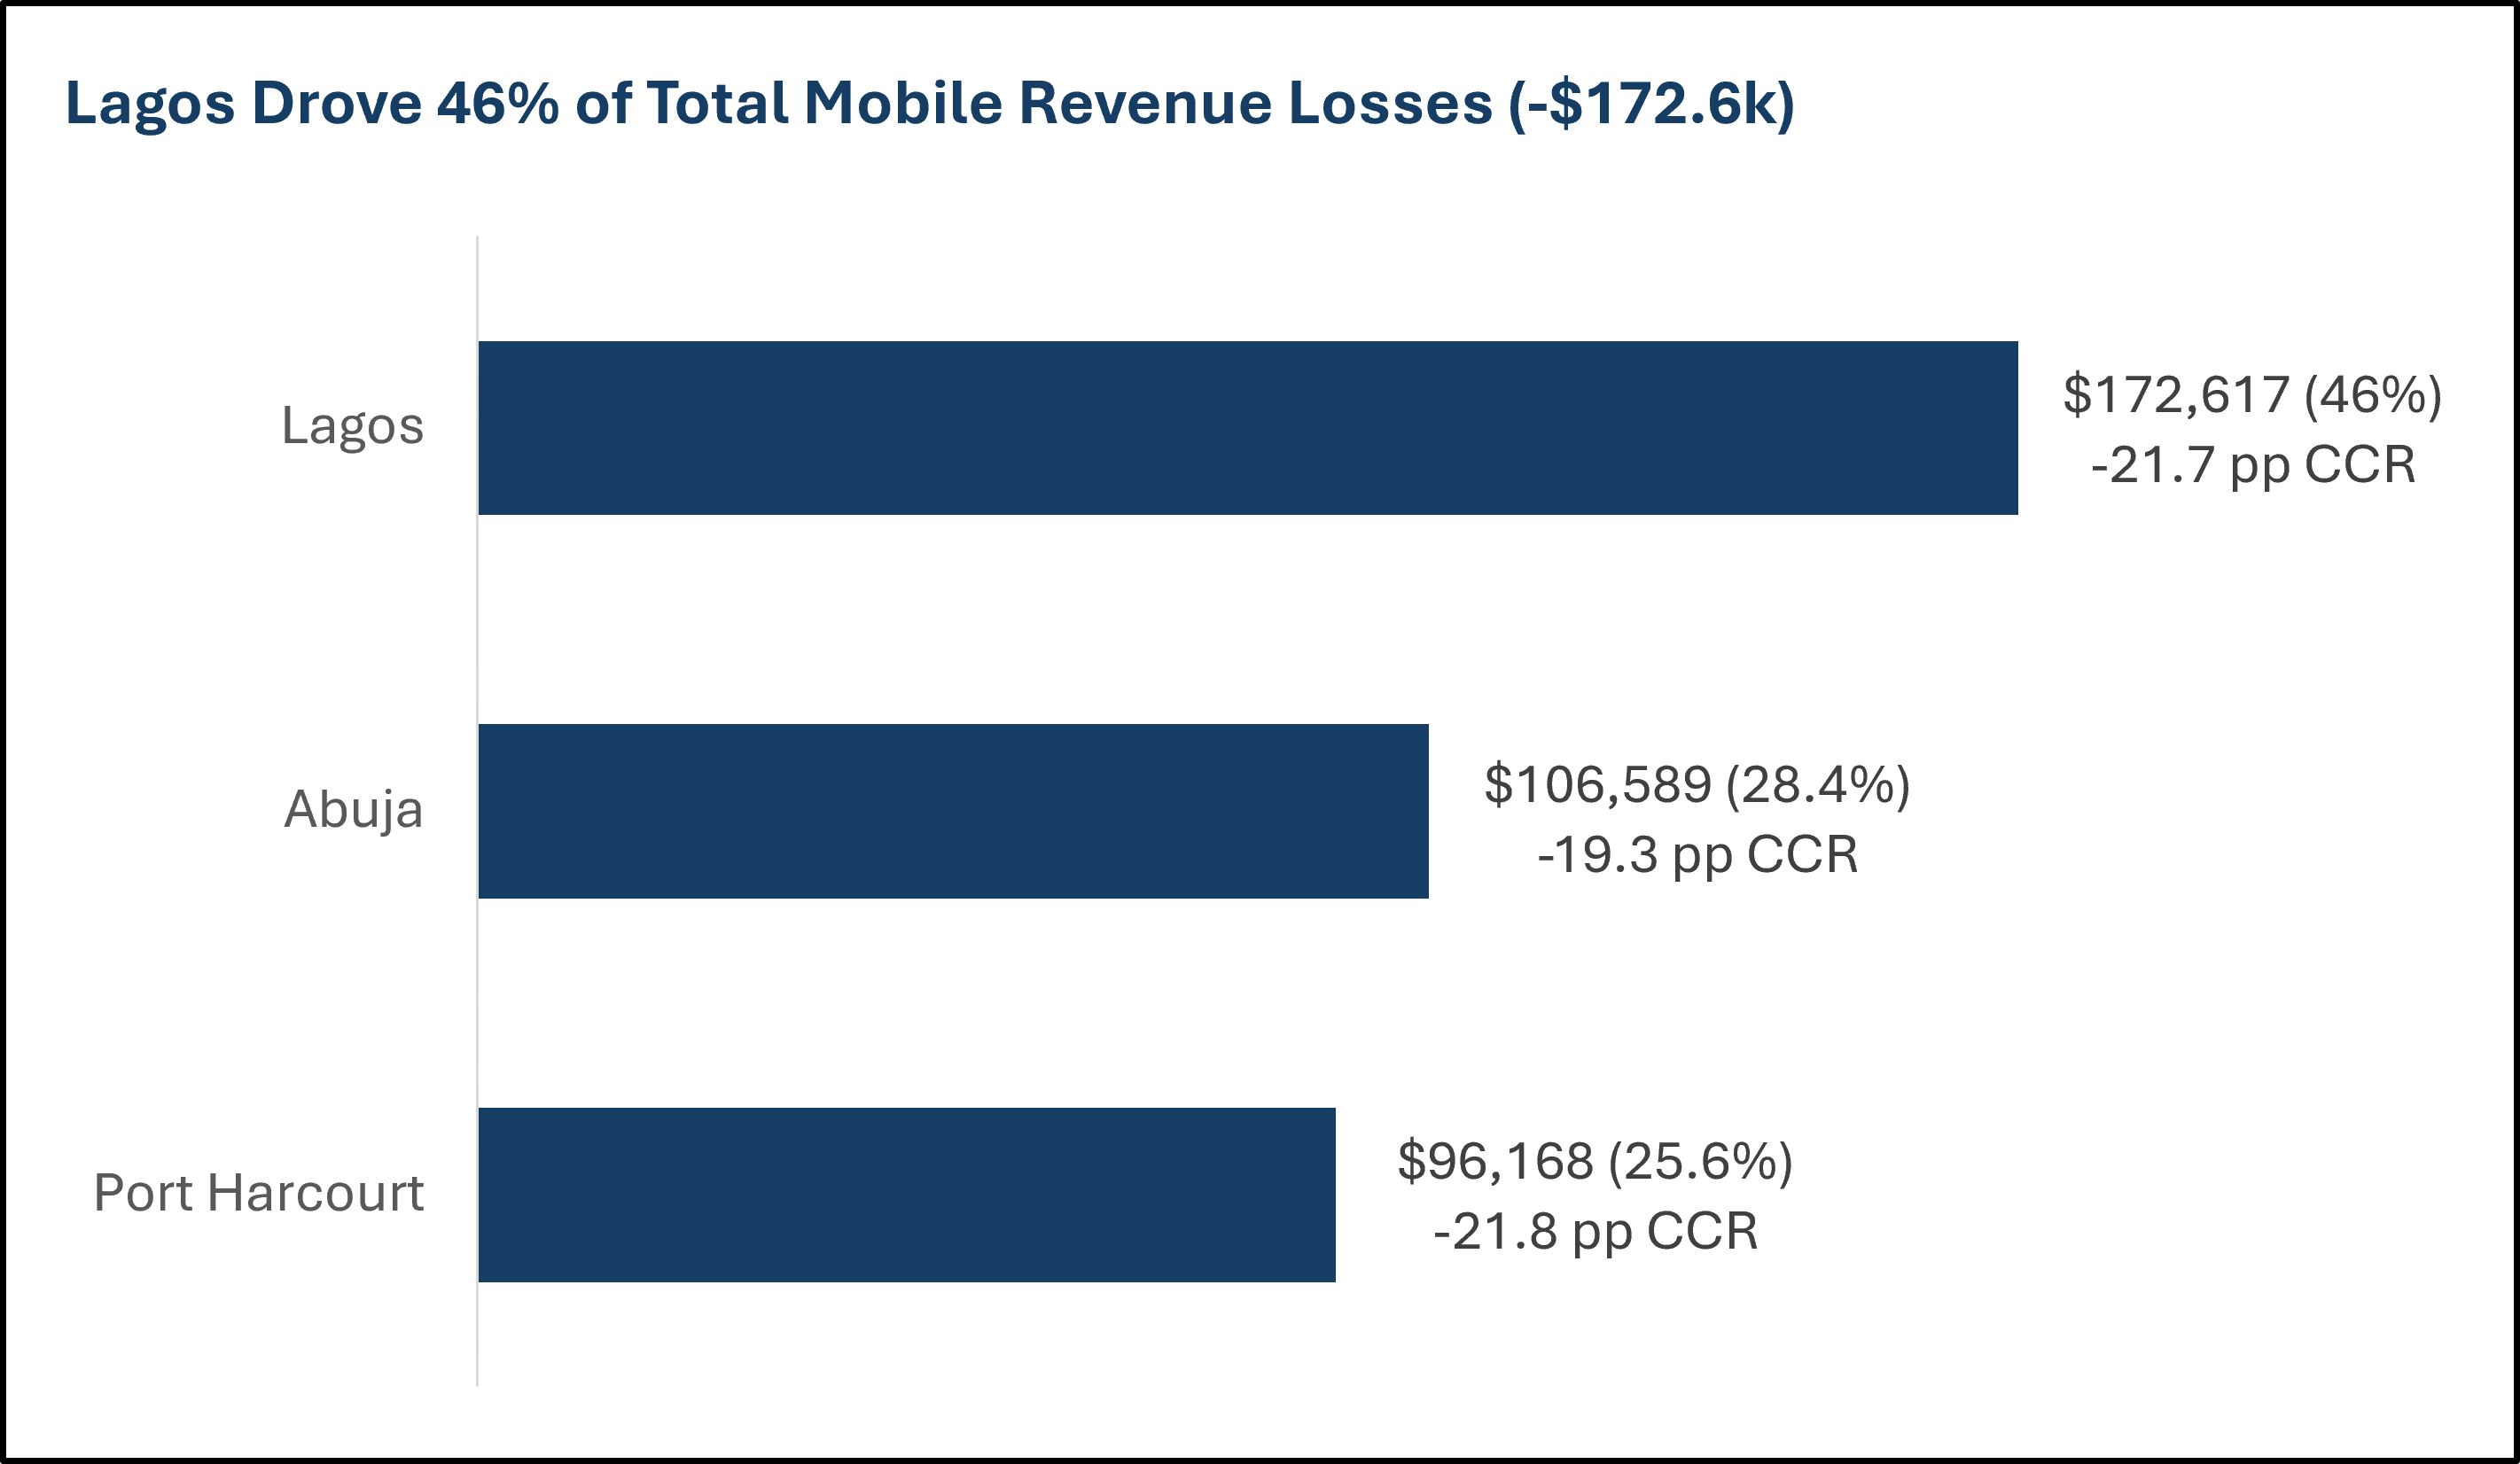 Lagos Drove 46% of Total Mobile Revenue Losses (-$172.6k)
Lagos
$172,617 (46%)
-21.7 pp CCR
Abuja
$106,589 (28.4%)
-19.3 pp CCR
Port Harcourt
$96,168 (25.6%)
-21.8 pp CCR